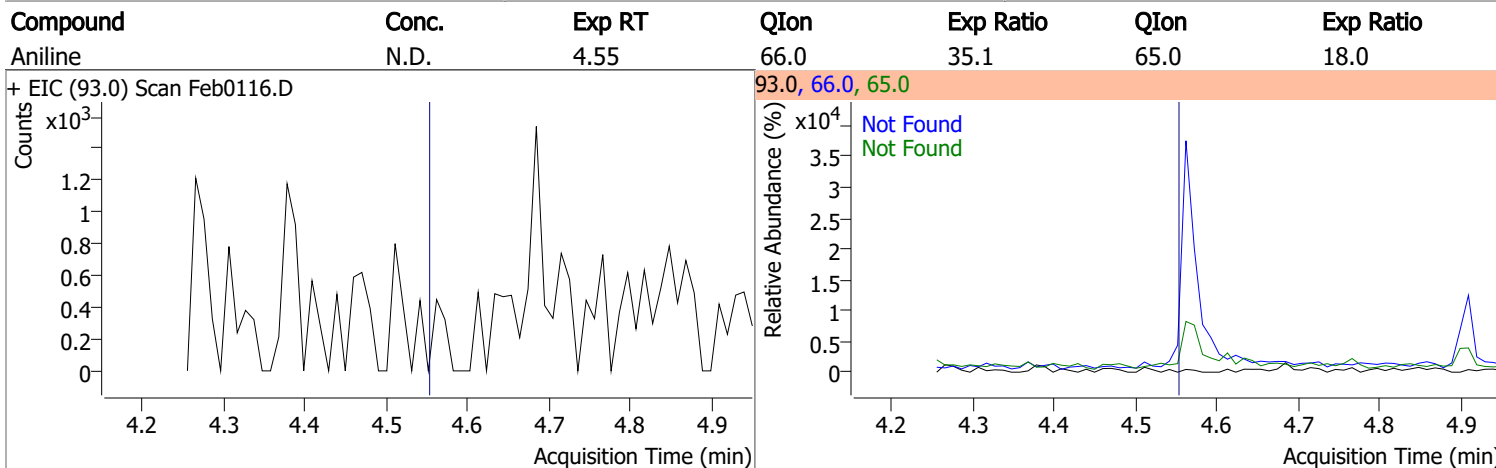 Compound Conc. Exp RT QIon Exp Ratio QIon Exp Ratio
Aniline N.D. 4.55 66.0 35.1 65.0 18.0
+ EIC (93.0) Scan Feb0116.D
Counts
x10³
1.2
1
0.8
0.6
0.4
0.2
0
4.2 4.3 4.4 4.5 4.6 4.7 4.8 4.9
Acquisition Time (min)
93.0, 66.0, 65.0
Relative Abundance (%)
x10⁴
Not Found
Not Found
3.5
3
2.5
2
1.5
1
0.5
0
4.2 4.3 4.4 4.5 4.6 4.7 4.8 4.9
Acquisition Time (min)